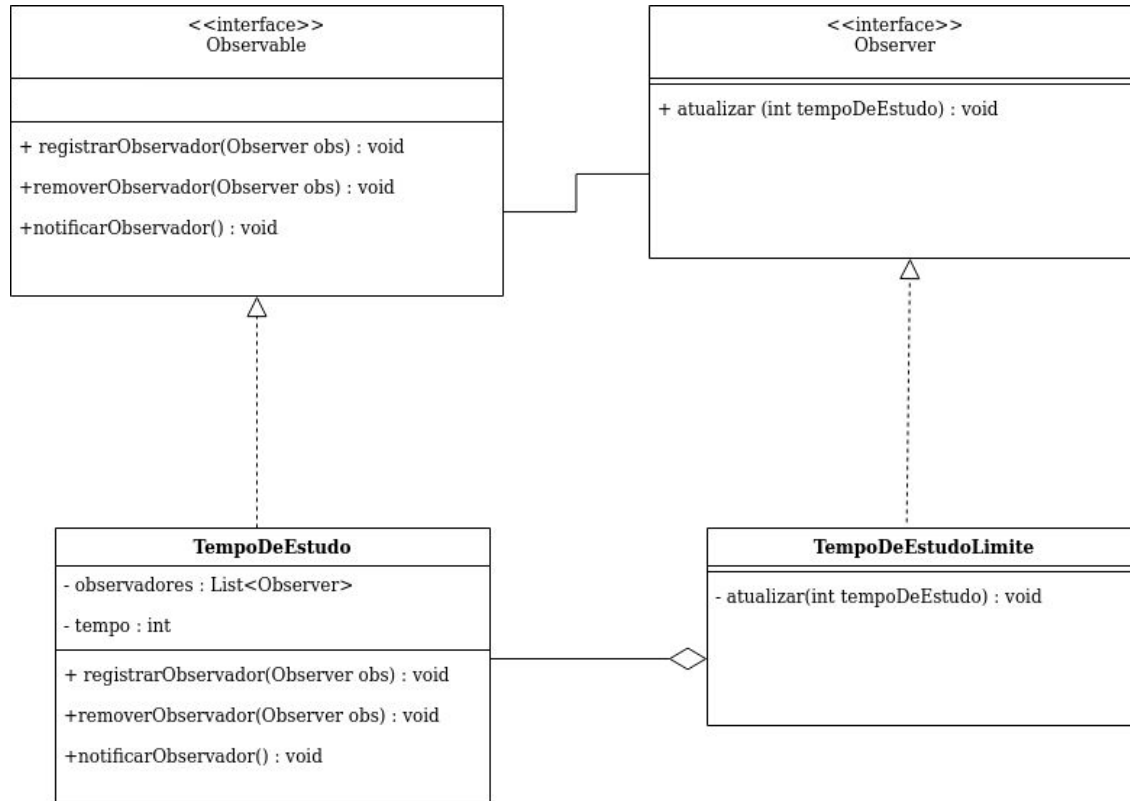 <<interface>>
Observable
+ registrarObservador(Observer obs) : void
+removerObservador(Observer obs) : void
+notificarObservador() : void
<<interface>>
Observer
+ atualizar (int tempoDeEstudo) : void
TempoDeEstudo
- observadores : List<Observer>
- tempo : int
+ registrarObservador(Observer obs) : void
+removerObservador(Observer obs) : void
+notificarObservador() : void
TempoDeEstudoLimite
- atualizar(int tempoDeEstudo) : void